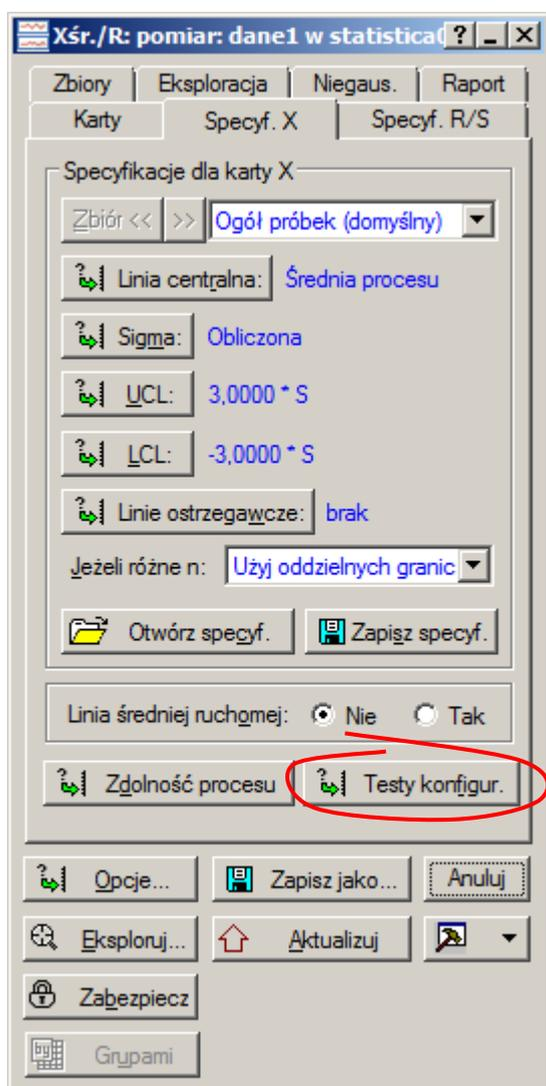 Xśr./R: pomiar: dane1 w statistica
Zbiory Eksploracja Niegaus. Raport
Karty Specyf. X Specyf. R/S
Specyfikacje dla karty X
Zbiór << >> Ogół próbek (domyślny)
Linia centralna: Średnia procesu
Sigma: Obliczona
UCL: 3,0000 * S
LCL: -3,0000 * S
Linie ostrzegawcze: brak
Jeżeli różne n: Użyj oddzielnych granic
Otwórz specyf. Zapisz specyf.
Linia średniej ruchomej: Nie Tak
Zdolność procesu Testy konfigur.
Opcje... Zapisz jako... Anuluj
Eksploruj... Aktualizuj
Zabezpiecz
Grupami